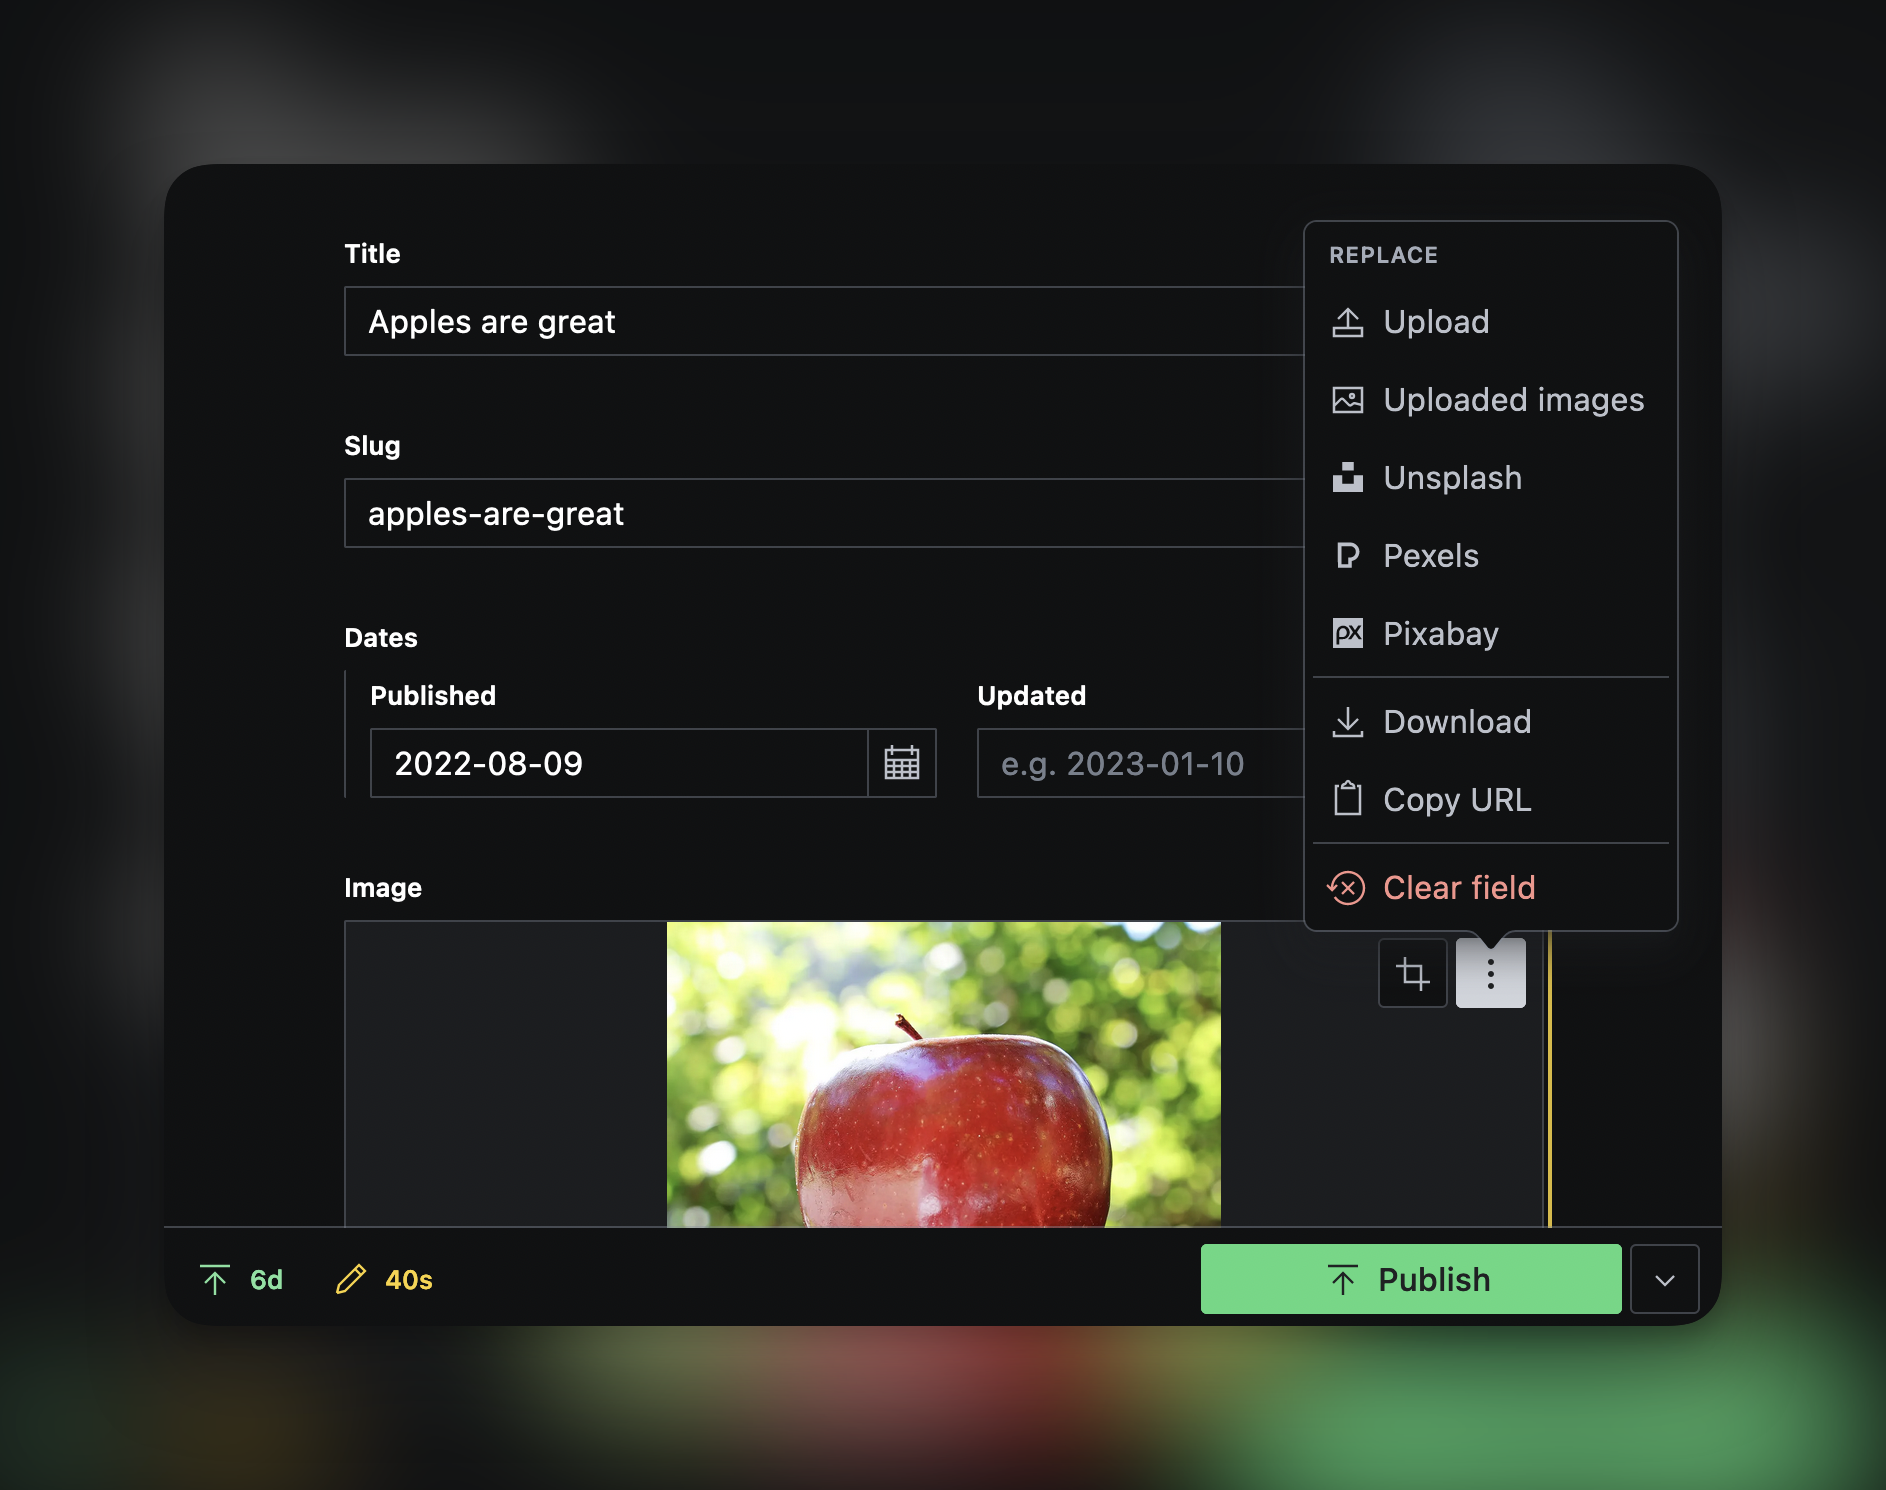 Title
Apples are great
Slug
apples-are-great
Dates
Published
Updated
2022-08-09
e.g. 2023-01-10
Image
REPLACE
Upload
Uploaded images
Unsplash
Pexels
px Pixabay
Download
Copy URL
Clear field
6d
40s
Publish